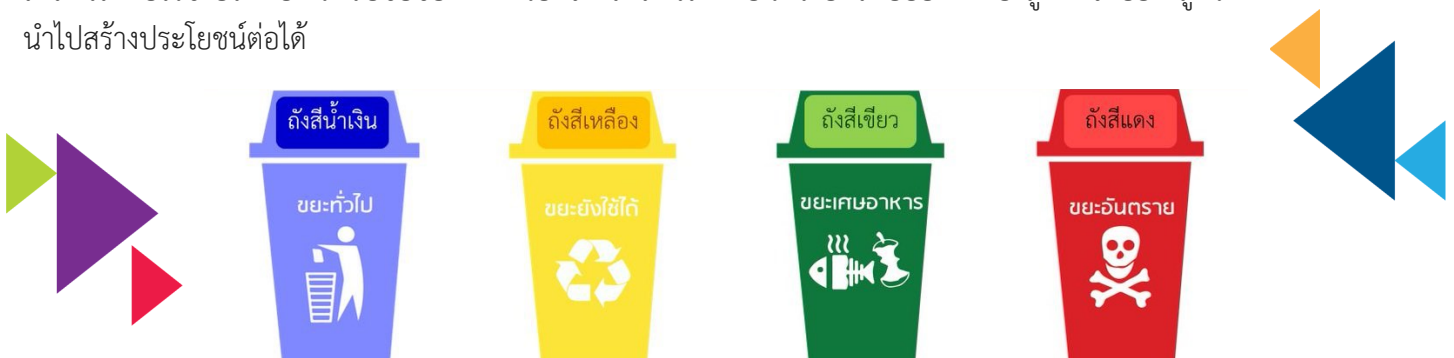 นำไปสร้างประโยชน์ต่อได้
ถังสีน้ำเงิน
ถังสีเหลือง
ถังสีเขียว
ถังสีแดง
ขยะทั่วไป
ขยะยังใช้ได้
ขยะเศษอาหาร
ขยะอันตราย